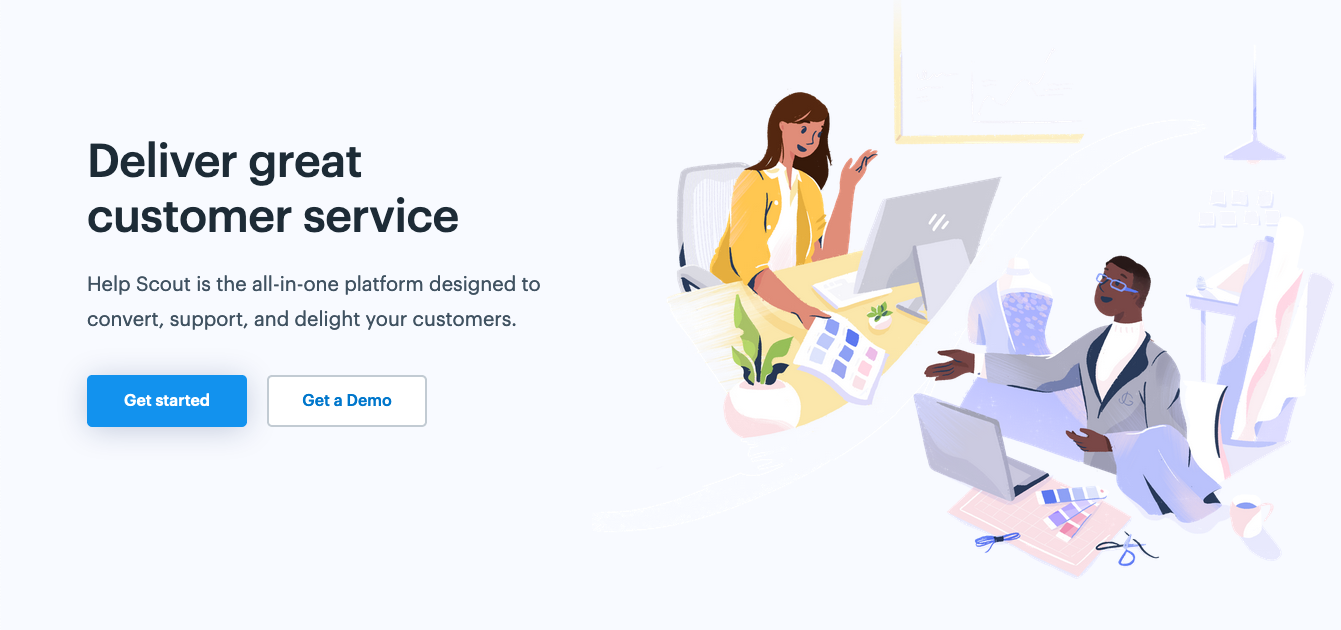 Deliver great
customer service
Help Scout is the all-in-one platform designed to
convert, support, and delight your customers.
Get started
Get a Demo